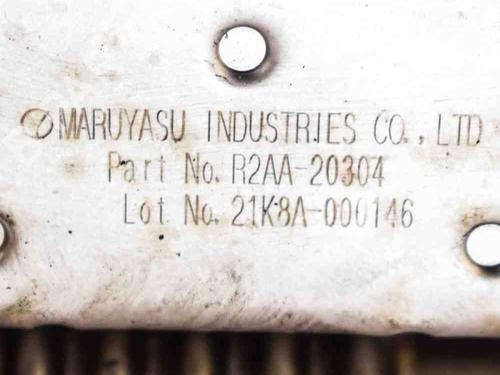 MARUYASU INDUSTRIES CO., LTD
Part No. R2AA-20304
Lot No. 21K8A-000146